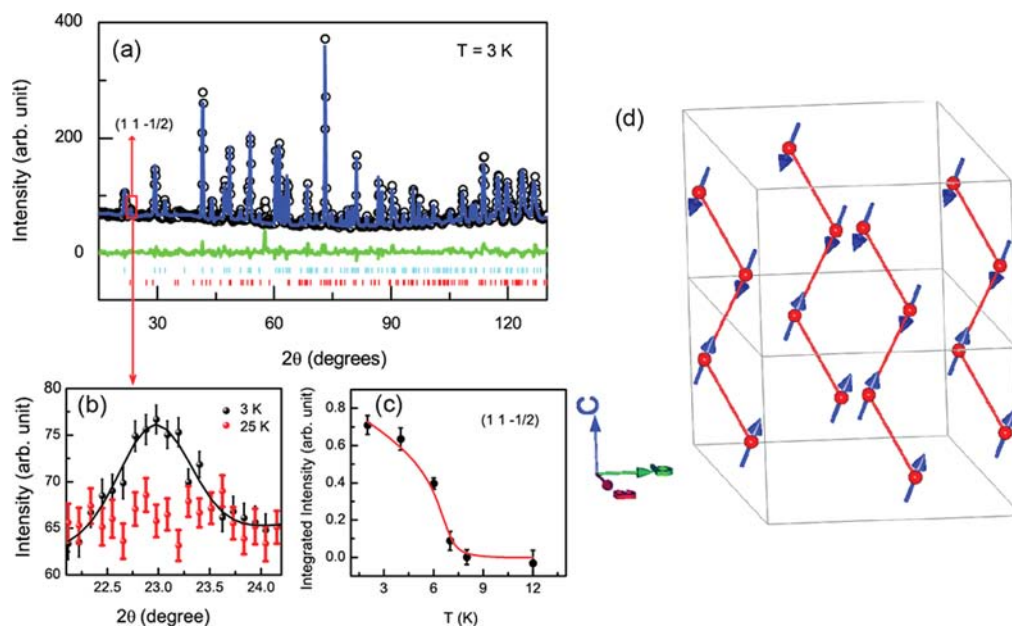 (a)
T = 3 K
(1 1 -1/2)
Intensity (arb. unit)
400
200
0
30
60
90
120
2θ (degrees)
(b)
3 K
25 K
Intensity (arb. unit)
80
75
70
65
60
22.5
23.0
23.5
24.0
2θ (degree)
(c)
(1 1 -1/2)
Integrated Intensity (arb. unit)
0.8
0.6
0.4
0.2
0.0
3
6
9
12
T (K)
(d)
C